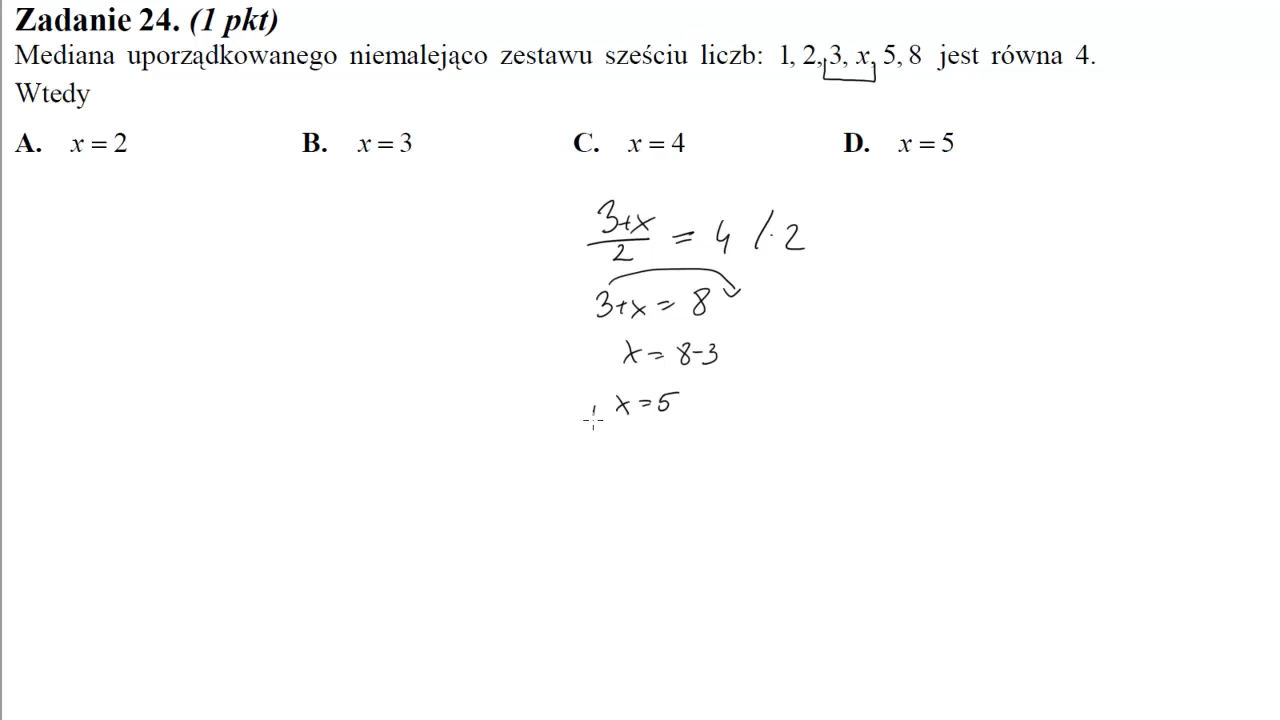 Zadanie 24. (1 pkt)
Mediana uporządkowanego niemalejąco zestawu sześciu liczb: 1, 2, 3, x, 5, 8 jest równa 4.
Wtedy
A. x = 2 B. x = 3 C. x = 4 D. x = 5
3+x/2 = 4 /·2
3+x = 8
x = 8-3
x = 5